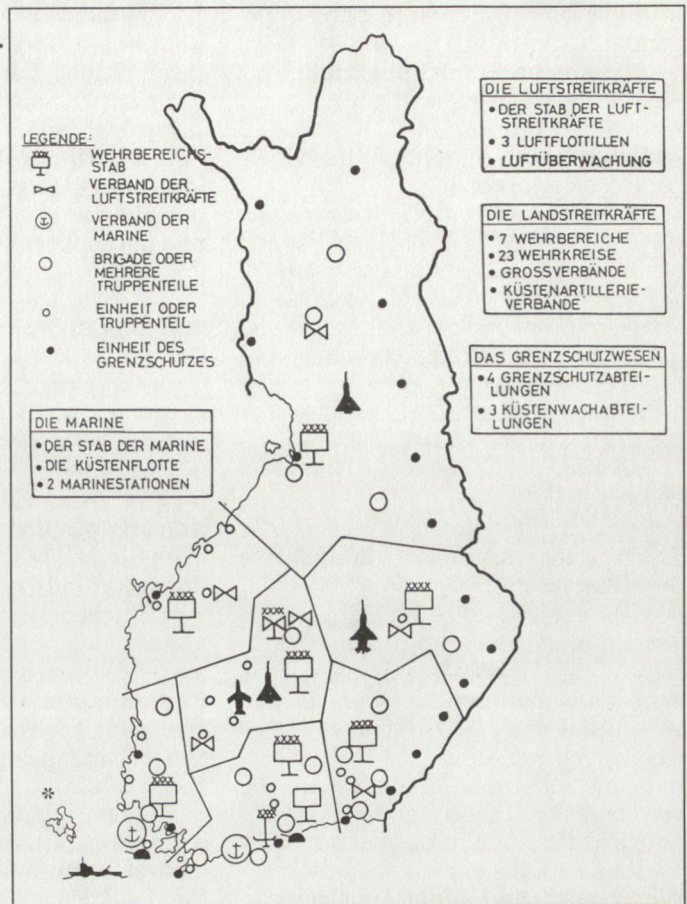 LEGENDE:
WEHRBEREICHS-
STAB
VERBAND DER
LUFTSTREITKRÄFTE
VERBAND DER
MARINE
BRIGADE ODER
MEHRERE
TRUPPENTEILE
EINHEIT ODER
TRUPPENTEIL
EINHEIT DES
GRENZSCHUTZES
DIE MARINE
• DER STAB DER MARINE
• DIE KÜSTENFLOTTE
• 2 MARINESTATIONEN
DIE LUFTSTREITKRÄFTE
• DER STAB DER LUFT-
STREITKRÄFTE
• 3 LUFTFLOTTILLEN
• LUFTÜBERWACHUNG
DIE LANDSTREITKRÄFTE
• 7 WEHRBEREICHE
• 23 WEHRKREISE
• GROSSVERBÄNDE
• KÜSTENARTILLERIE-
VERBÄNDE
DAS GRENZSCHUTZWESEN
• 4 GRENZSCHUTZABTEI-
LUNGEN
• 3 KÜSTENWACHABTEI-
LUNGEN
*